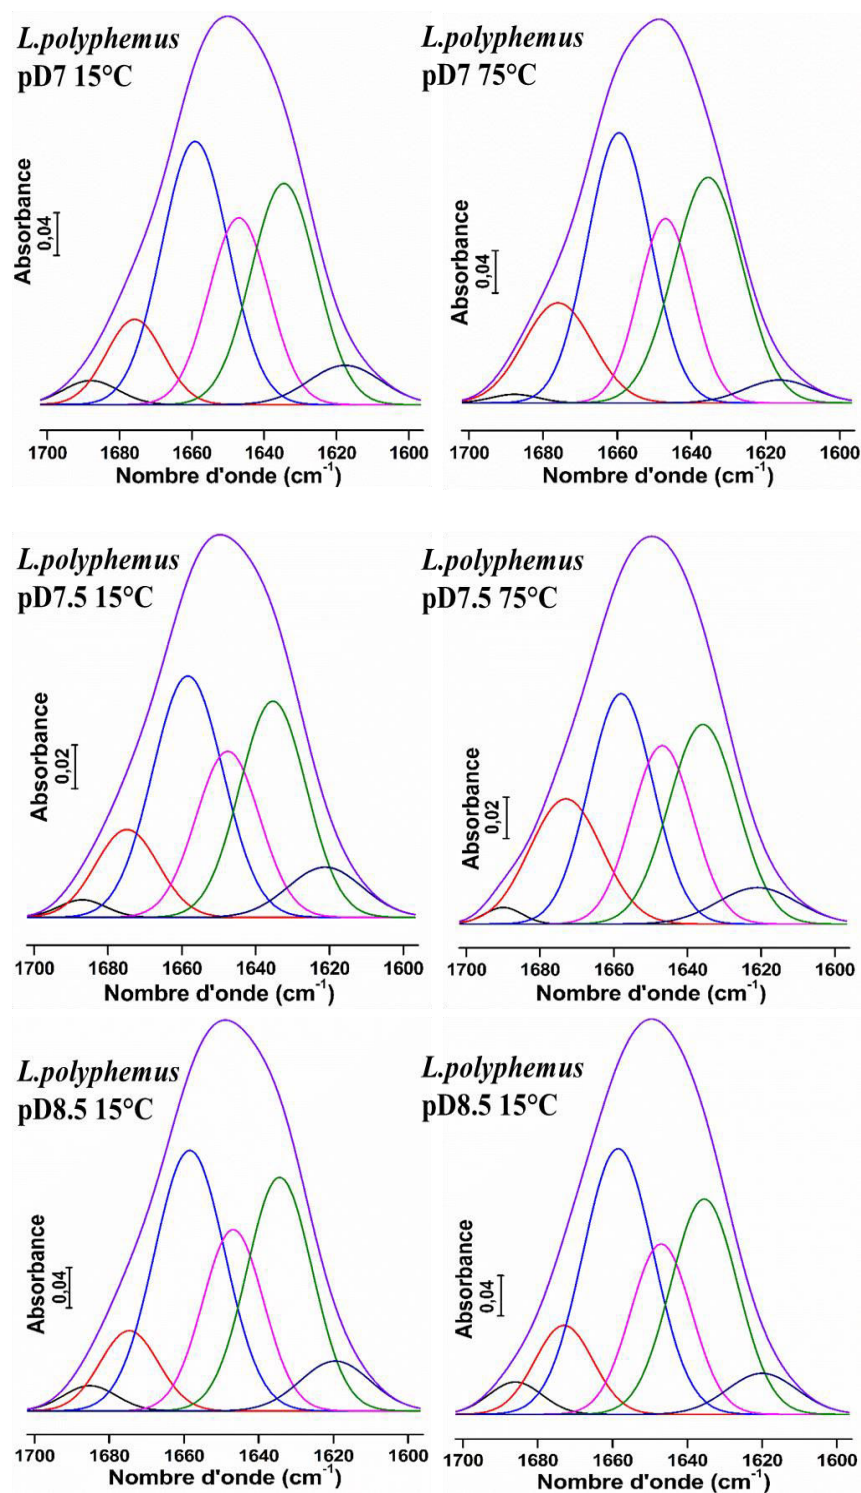 L.polyphemus
pD7 15°C
Absorbance
0,04
1700 1680 1660 1640 1620 1600
Nombre d'onde (cm-1)
L.polyphemus
pD7 75°C
Absorbance
0,04
1700 1680 1660 1640 1620 1600
Nombre d'onde (cm-1)
L.polyphemus
pD7.5 15°C
Absorbance
0,02
1700 1680 1660 1640 1620 1600
Nombre d'onde (cm-1)
L.polyphemus
pD7.5 75°C
Absorbance
0,02
1700 1680 1660 1640 1620 1600
Nombre d'onde (cm-1)
L.polyphemus
pD8.5 15°C
Absorbance
0,04
1700 1680 1660 1640 1620 1600
Nombre d'onde (cm-1)
L.polyphemus
pD8.5 15°C
Absorbance
0,04
1700 1680 1660 1640 1620 1600
Nombre d'onde (cm-1)